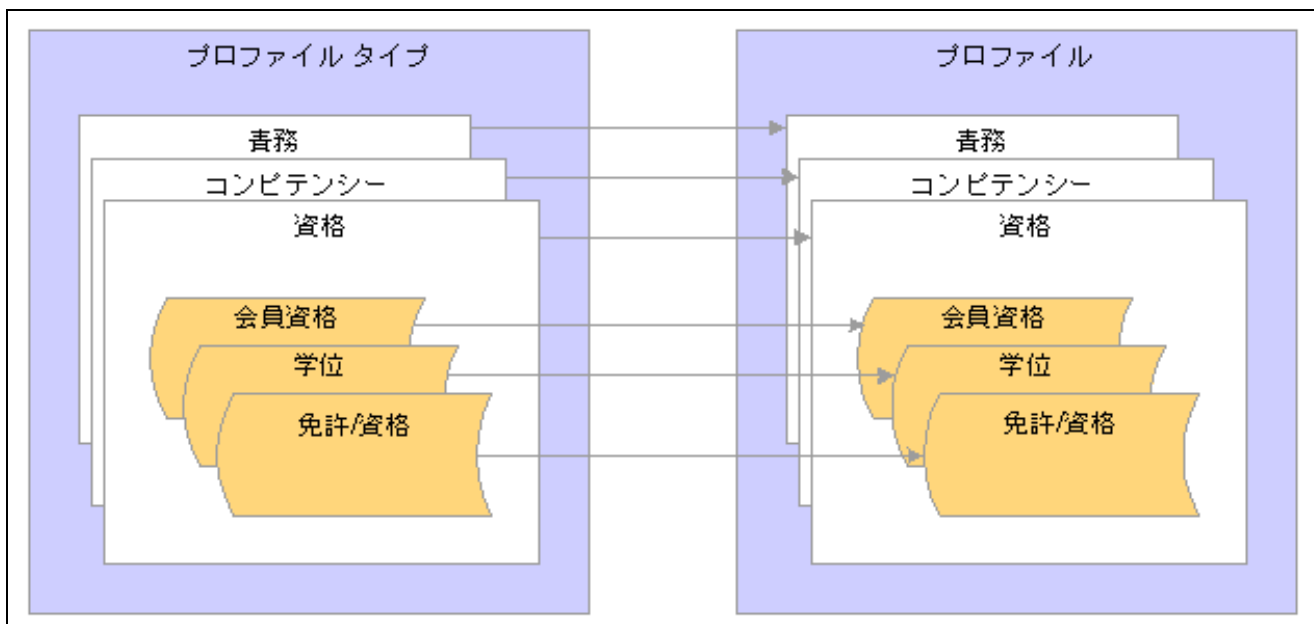 プロファイル タイプ
責務
コンピテンシー
資格
会員資格
学位
免許/資格
プロファイル
責務
コンピテンシー
資格
会員資格
学位
免許/資格